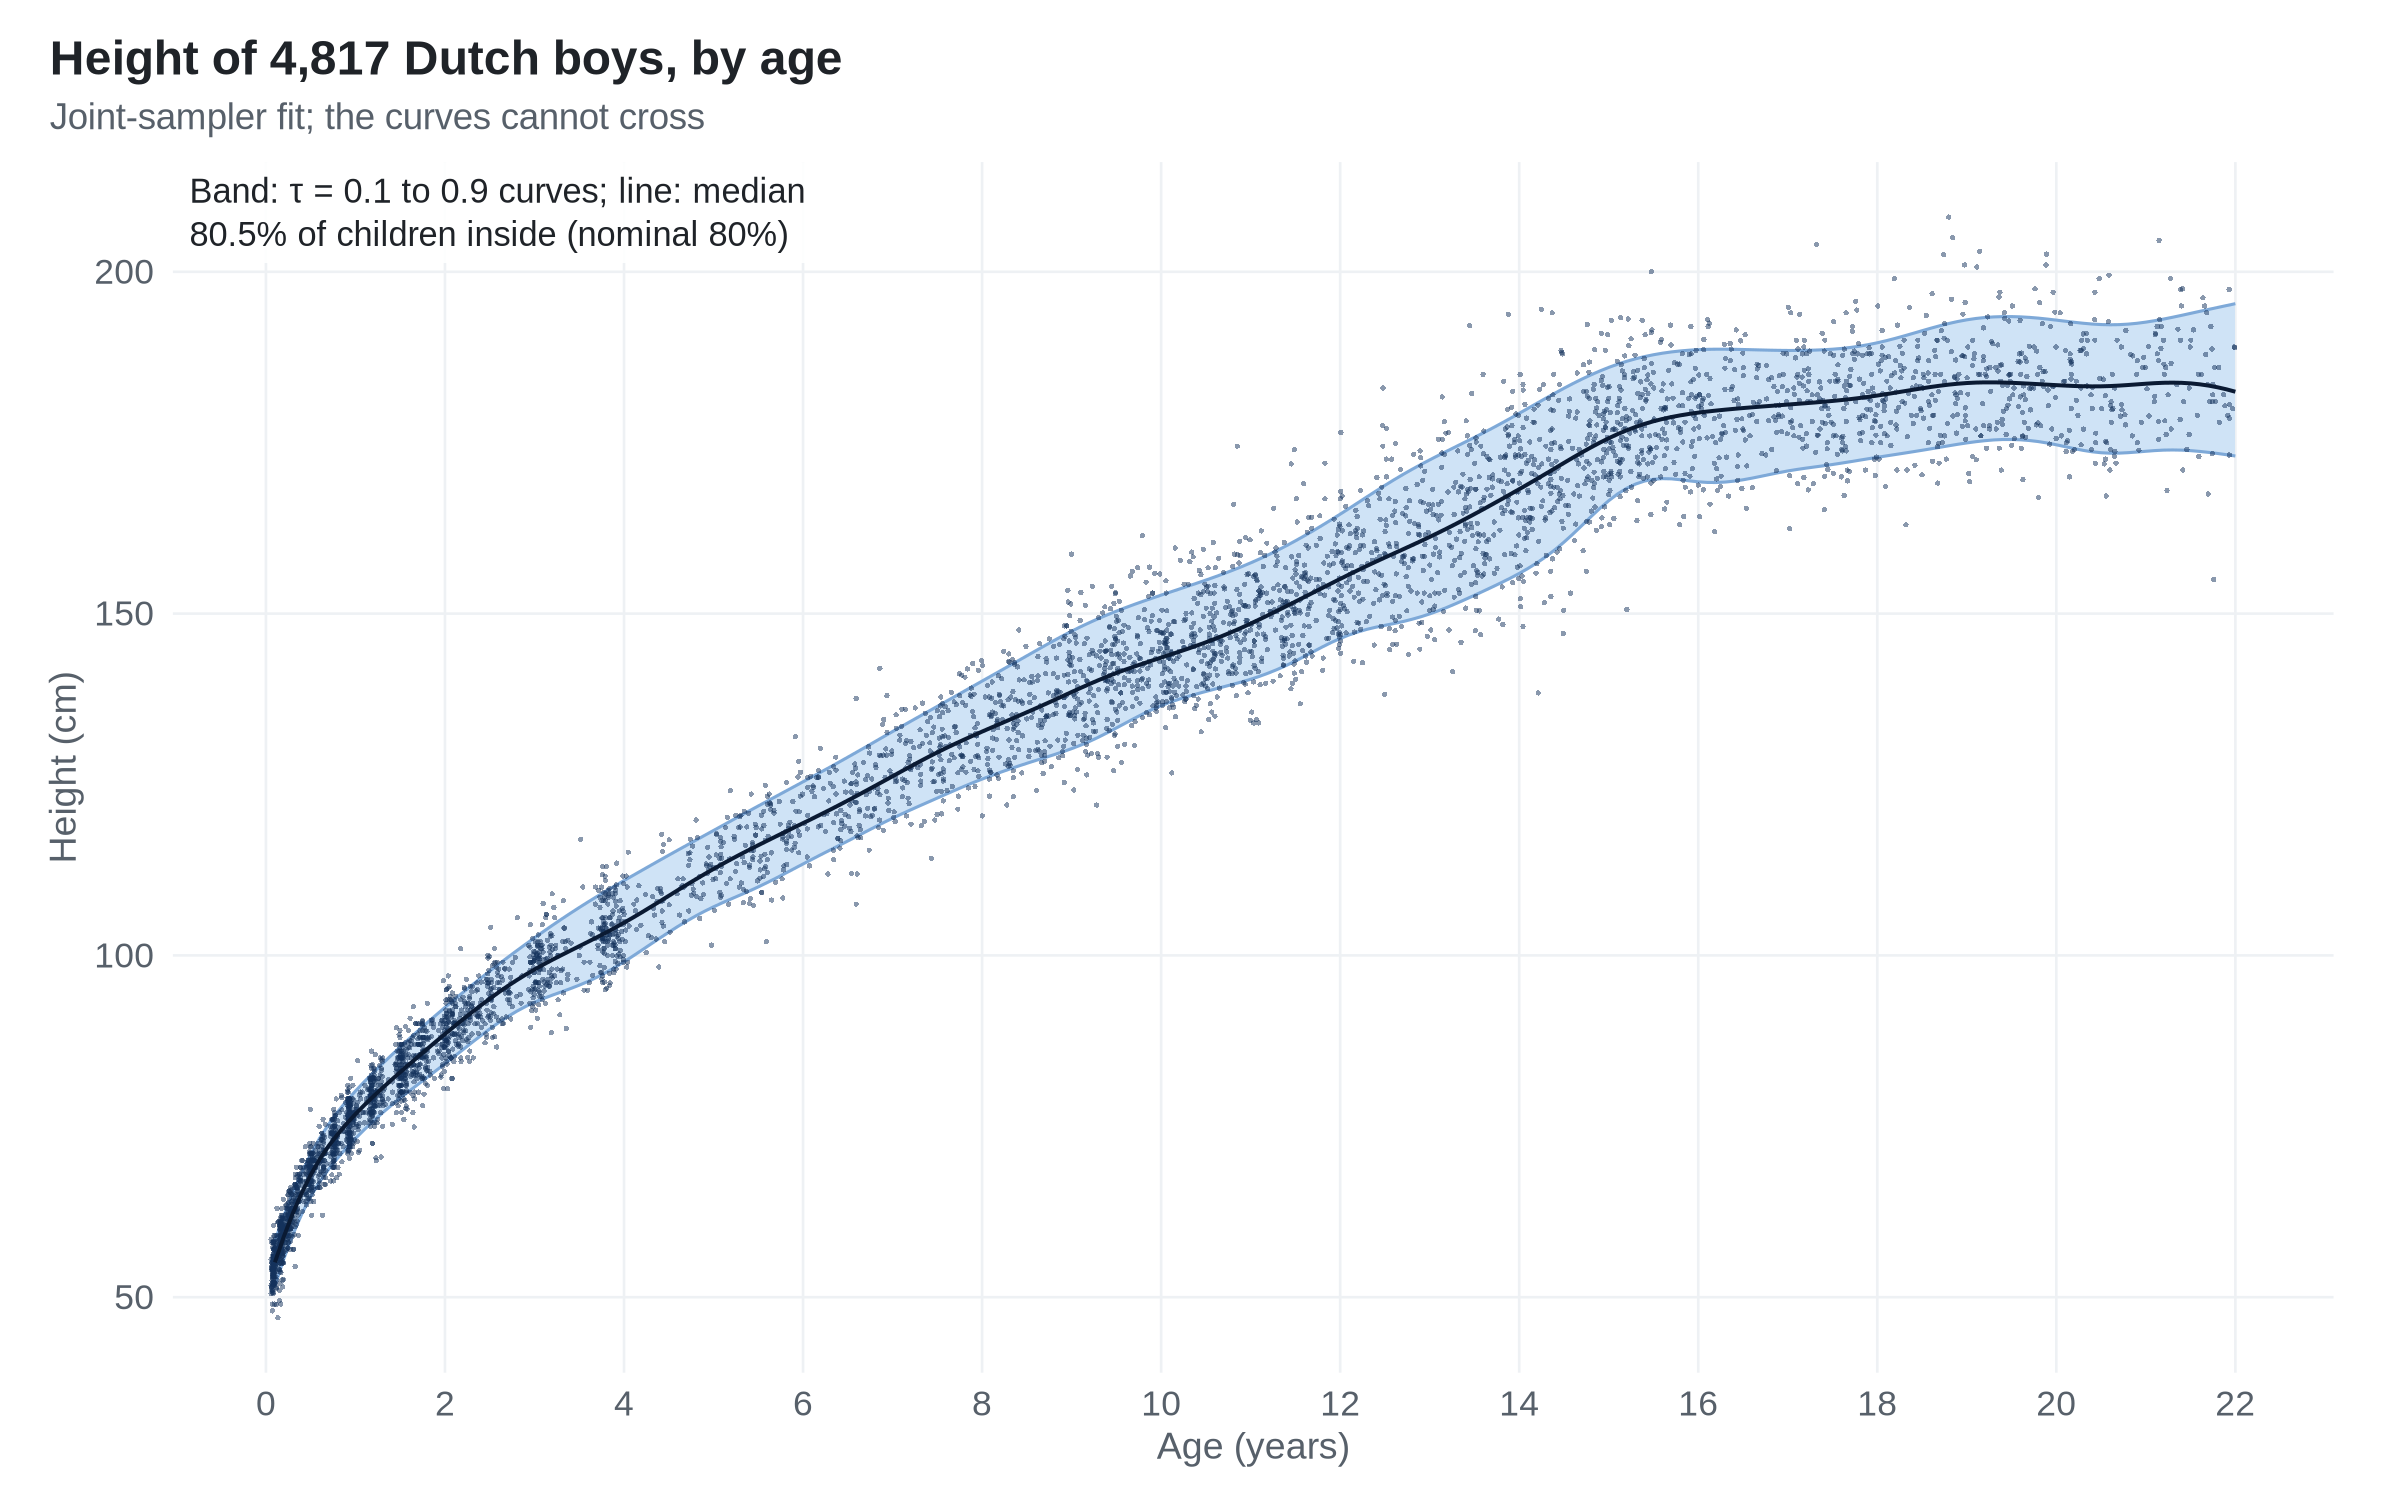 Height of 4,817 Dutch boys, by age
Joint-sampler fit; the curves cannot cross
Band: τ = 0.1 to 0.9 curves; line: median
80.5% of children inside (nominal 80%)
200
150
100
50
Height (cm)
0 2 4 6 8 10 12 14 16 18 20 22
Age (years)